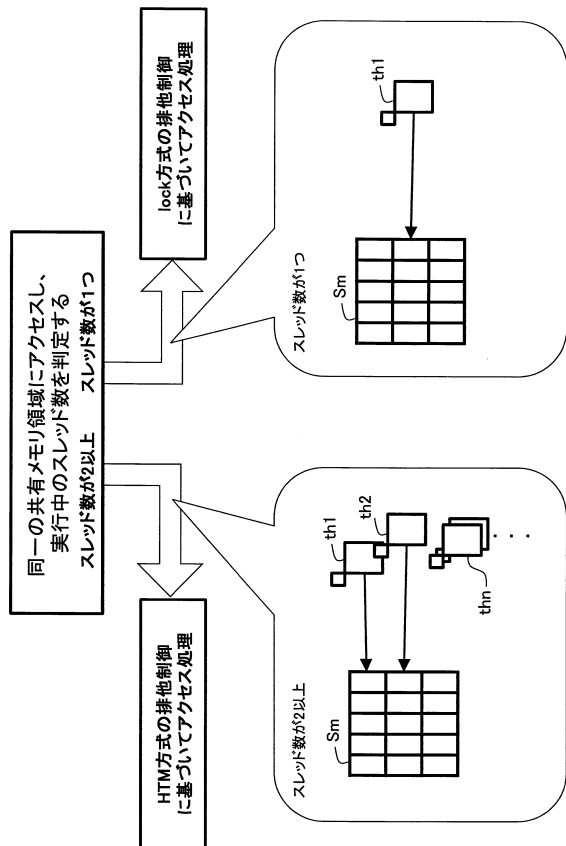 同一の共有メモリ領域にアクセスし、
実行中のスレッド数を判定する
スレッド数が2以上 スレッド数が1つ
HTM方式の排他制御
に基づいてアクセス処理
lock方式の排他制御
に基づいてアクセス処理
スレッド数が2以上
Sm
th1
th2
thn
・・・
スレッド数が1つ
Sm
th1